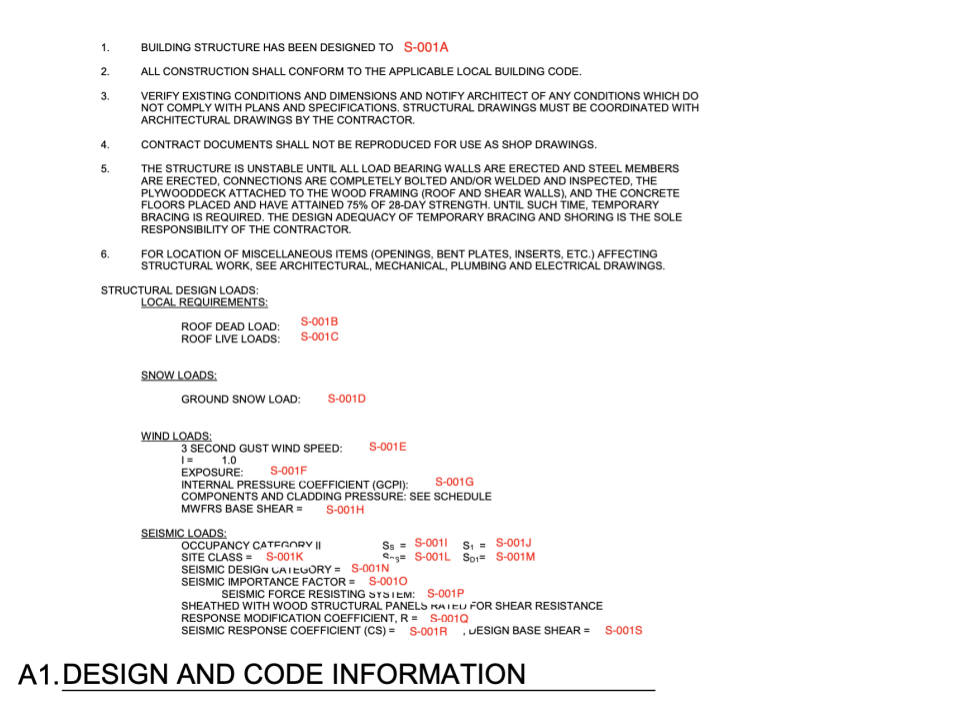 1. BUILDING STRUCTURE HAS BEEN DESIGNED TO S-001A
2. ALL CONSTRUCTION SHALL CONFORM TO THE APPLICABLE LOCAL BUILDING CODE.
3. VERIFY EXISTING CONDITIONS AND DIMENSIONS AND NOTIFY ARCHITECT OF ANY CONDITIONS WHICH DO
NOT COMPLY WITH PLANS AND SPECIFICATIONS. STRUCTURAL DRAWINGS MUST BE COORDINATED WITH
ARCHITECTURAL DRAWINGS BY THE CONTRACTOR.
4. CONTRACT DOCUMENTS SHALL NOT BE REPRODUCED FOR USE AS SHOP DRAWINGS.
5. THE STRUCTURE IS UNSTABLE UNTIL ALL LOAD BEARING WALLS ARE ERECTED AND STEEL MEMBERS
ARE ERECTED, CONNECTIONS ARE COMPLETELY BOLTED AND/OR WELDED AND INSPECTED, THE
PLYWOODDECK ATTACHED TO THE WOOD FRAMING (ROOF AND SHEAR WALLS), AND THE CONCRETE
FLOORS PLACED AND HAVE ATTAINED 75% OF 28-DAY STRENGTH. UNTIL SUCH TIME, TEMPORARY
BRACING IS REQUIRED. THE DESIGN ADEQUACY OF TEMPORARY BRACING AND SHORING IS THE SOLE
RESPONSIBILITY OF THE CONTRACTOR.
6. FOR LOCATION OF MISCELLANEOUS ITEMS (OPENINGS, BENT PLATES, INSERTS, ETC.) AFFECTING
STRUCTURAL WORK, SEE ARCHITECTURAL, MECHANICAL, PLUMBING AND ELECTRICAL DRAWINGS.
STRUCTURAL DESIGN LOADS:
LOCAL REQUIREMENTS:
ROOF DEAD LOAD: S-001B
ROOF LIVE LOADS: S-001C
SNOW LOADS:
GROUND SNOW LOAD: S-001D
WIND LOADS:
3 SECOND GUST WIND SPEED: S-001E
I = 1.0
EXPOSURE: S-001F
INTERNAL PRESSURE COEFFICIENT (GCPI): S-001G
COMPONENTS AND CLADDING PRESSURE: SEE SCHEDULE
MWFRS BASE SHEAR = S-001H
SEISMIC LOADS:
OCCUPANCY CATEGORY II SS = S-001I S1 = S-001J
SITE CLASS = S-001K = S-001L SD1= S-001M
SEISMIC DESIGN CATEGORY = S-001N
SEISMIC IMPORTANCE FACTOR = S-001O
SEISMIC FORCE RESISTING SYSTEM: S-001P
SHEATHED WITH WOOD STRUCTURAL PANELS RATED FOR SHEAR RESISTANCE
RESPONSE MODIFICATION COEFFICIENT, R = S-001Q
SEISMIC RESPONSE COEFFICIENT (CS) = S-001R , DESIGN BASE SHEAR = S-001S
A1. DESIGN AND CODE INFORMATION